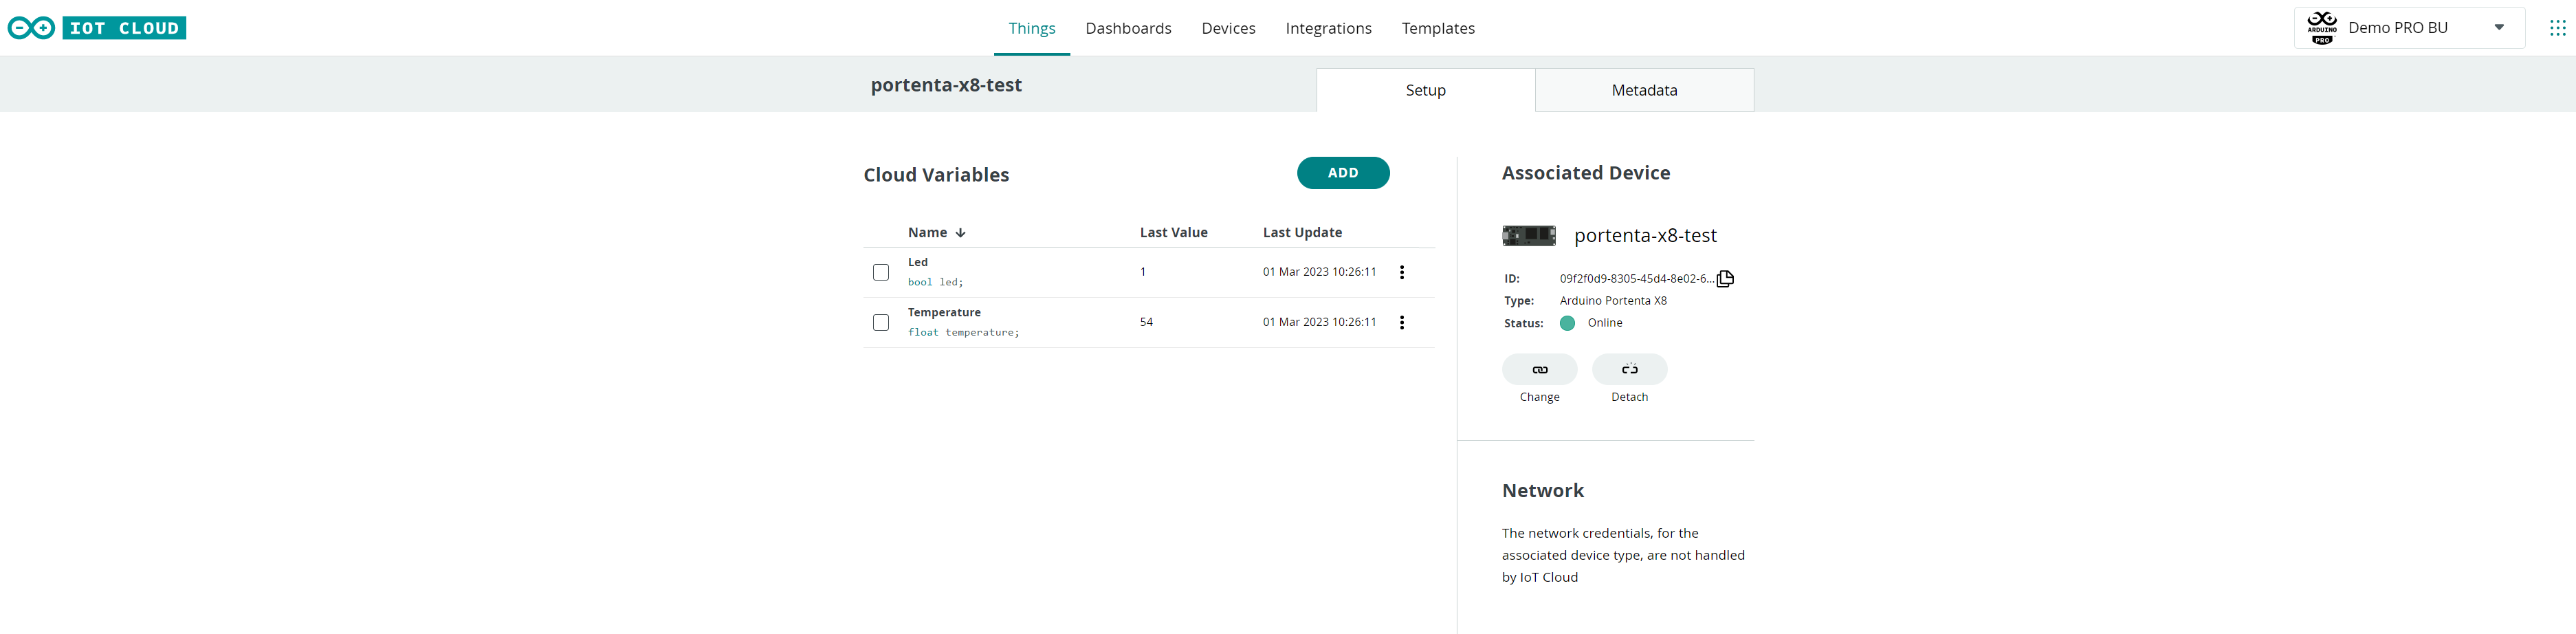 IOT CLOUD
Things Dashboards Devices Integrations Templates
ARDUINO
PRO
Demo PRO BU
portenta-x8-test
Setup Metadata
Cloud Variables
ADD
Name Last Value Last Update
Led
bool led;
1
01 Mar 2023 10:26:11
Temperature
float temperature;
54
01 Mar 2023 10:26:11
Associated Device
portenta-x8-test
ID: 09f2f0d9-8305-45d4-8e02-6...
Type: Arduino Portenta X8
Status: Online
Change Detach
Network
The network credentials, for the
associated device type, are not handled
by IoT Cloud